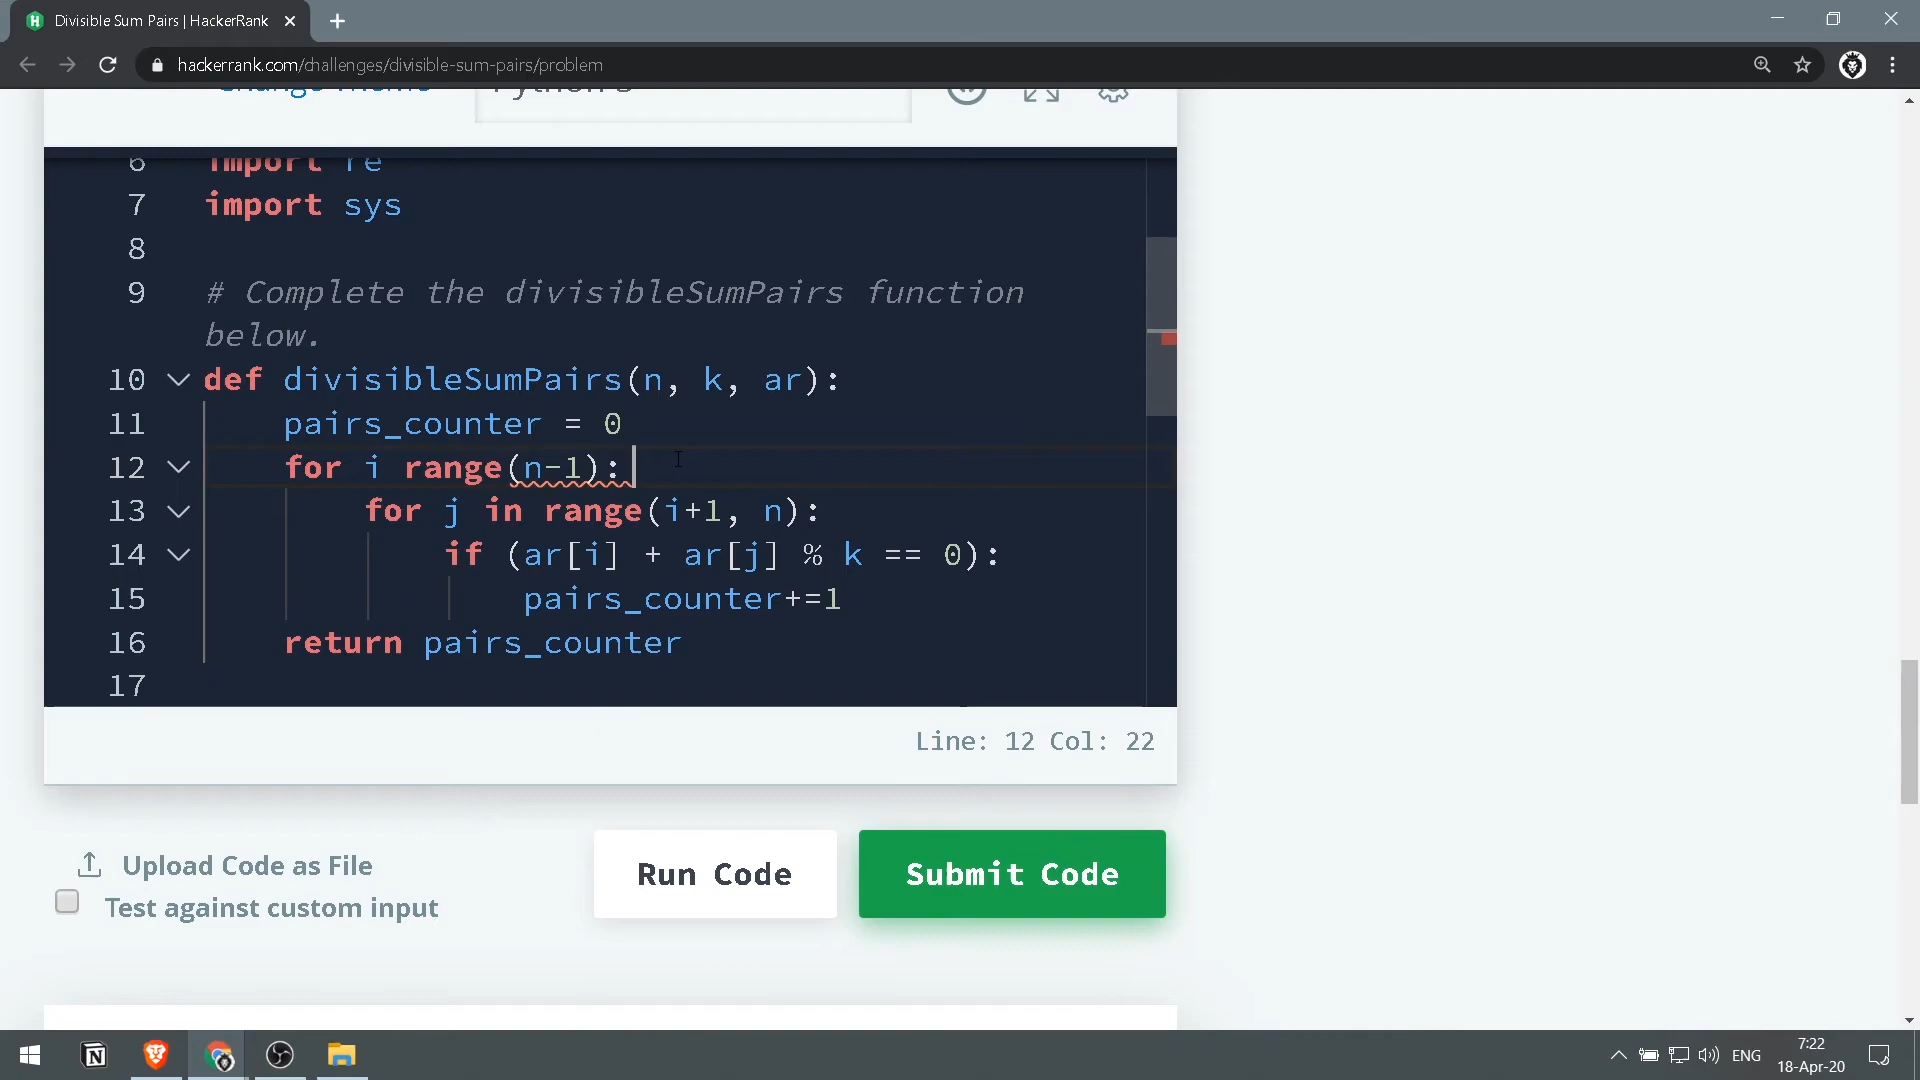 Divisible Sum Pairs | HackerRank
hackerrank.com/challenges/divisible-sum-pairs/problem
6 import re
7 import sys
8
9 # Complete the divisibleSumPairs function
below.
10 def divisibleSumPairs(n, k, ar):
11 pairs_counter = 0
12 for i range(n-1):
13 for j in range(i+1, n):
14 if (ar[i] + ar[j] % k == 0):
15 pairs_counter+=1
16 return pairs_counter
17
Line: 12 Col: 22
Upload Code as File
Test against custom input
Run Code
Submit Code
ENG
7:22
18-Apr-20